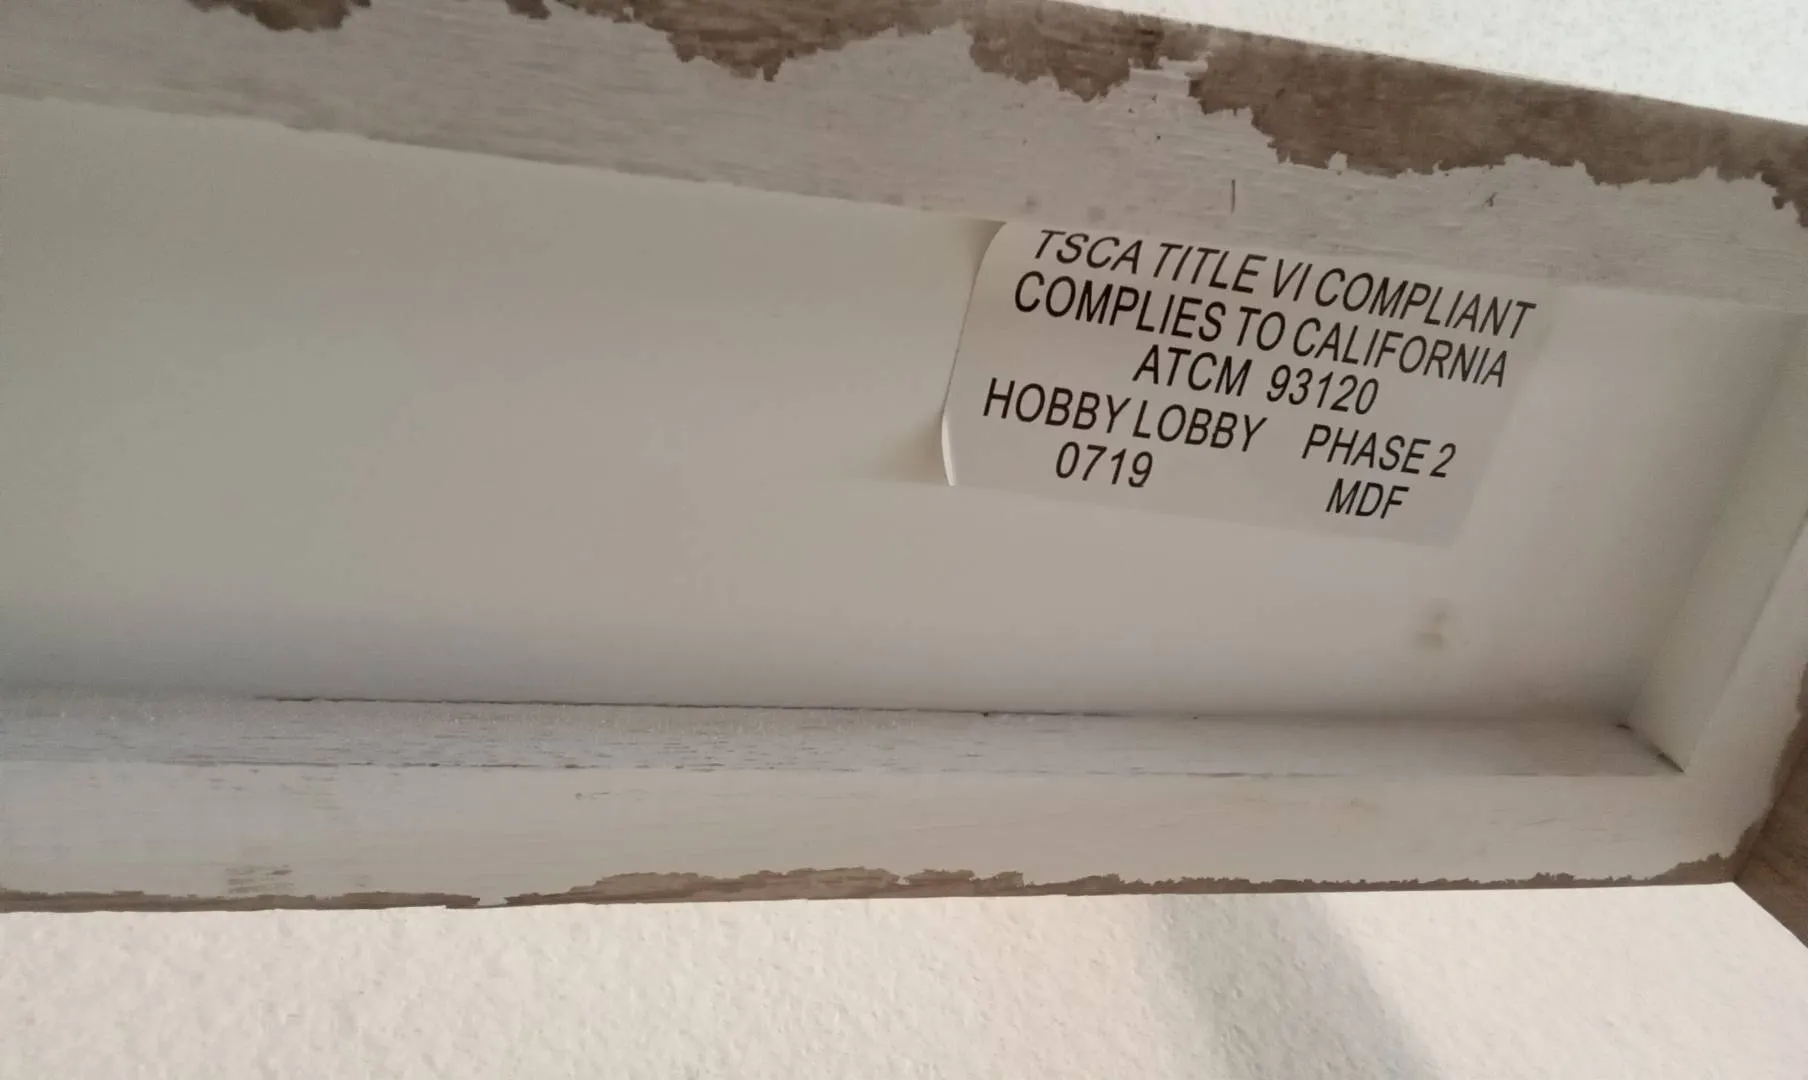 TSCA TITLE VI COMPLIANT
COMPLIES TO CALIFORNIA
ATCM 93120
HOBBY LOBBY PHASE 2
0719 MDF